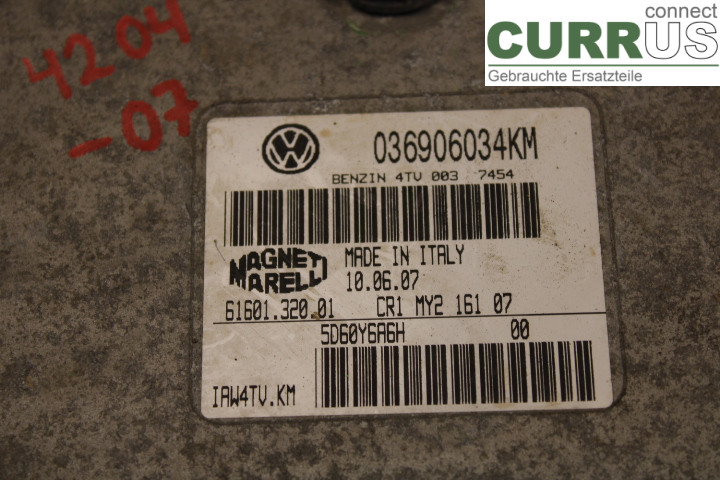 connect
CURRUS
Gebrauchte Ersatzteile
4204
-07
036906034KM
BENZIN 4TV 003 7454
MAGNETI
MARELLI
MADE IN ITALY
10.06.07
61601.320.01 CR1 MY2 161 07
5D60Y6A6H 00
IAW4TV.KM